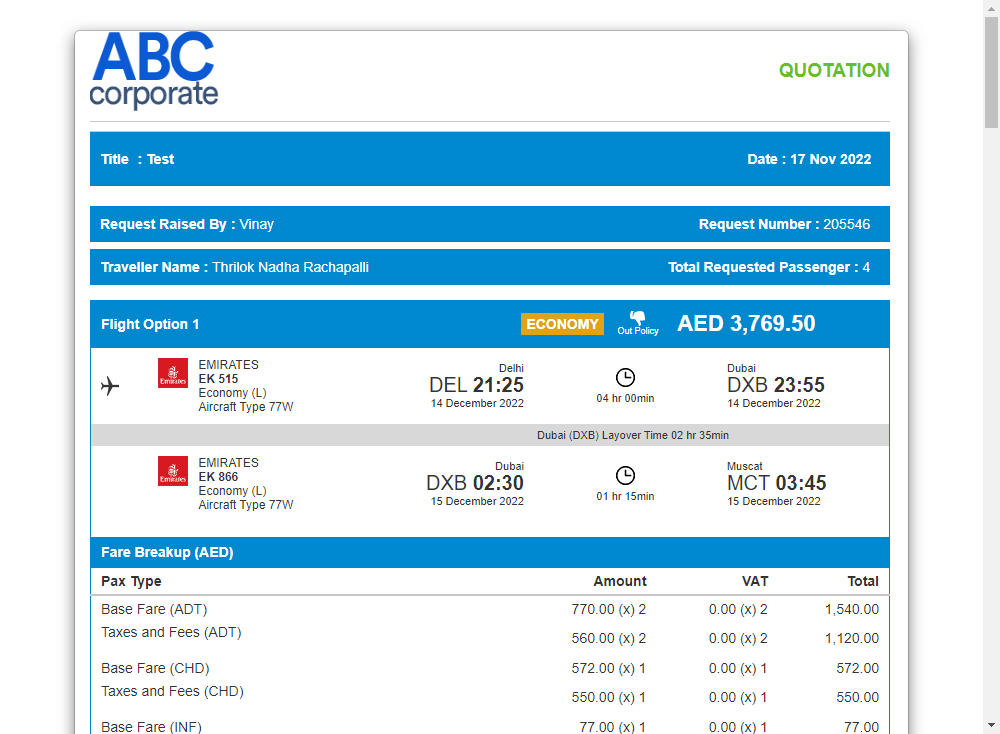 ABC
corporate
QUOTATION
Title : Test
Date : 17 Nov 2022
Request Raised By : Vinay
Request Number : 205546
Traveller Name : Thrilok Nadha Rachapalli
Total Requested Passenger : 4
Flight Option 1
ECONOMY
Out Policy
AED 3,769.50
Emirates
EMIRATES
EK 515
Economy (L)
Aircraft Type 77W
Delhi
DEL 21:25
14 December 2022
04 hr 00min
Dubai
DXB 23:55
14 December 2022
Dubai (DXB) Layover Time 02 hr 35min
Emirates
EMIRATES
EK 866
Economy (L)
Aircraft Type 77W
Dubai
DXB 02:30
15 December 2022
01 hr 15min
Muscat
MCT 03:45
15 December 2022
Fare Breakup (AED)
Pax Type Amount VAT Total
Base Fare (ADT) 770.00 (x) 2 0.00 (x) 2 1,540.00
Taxes and Fees (ADT) 560.00 (x) 2 0.00 (x) 2 1,120.00
Base Fare (CHD) 572.00 (x) 1 0.00 (x) 1 572.00
Taxes and Fees (CHD) 550.00 (x) 1 0.00 (x) 1 550.00
Base Fare (INF) 77.00 (x) 1 0.00 (x) 1 77.00